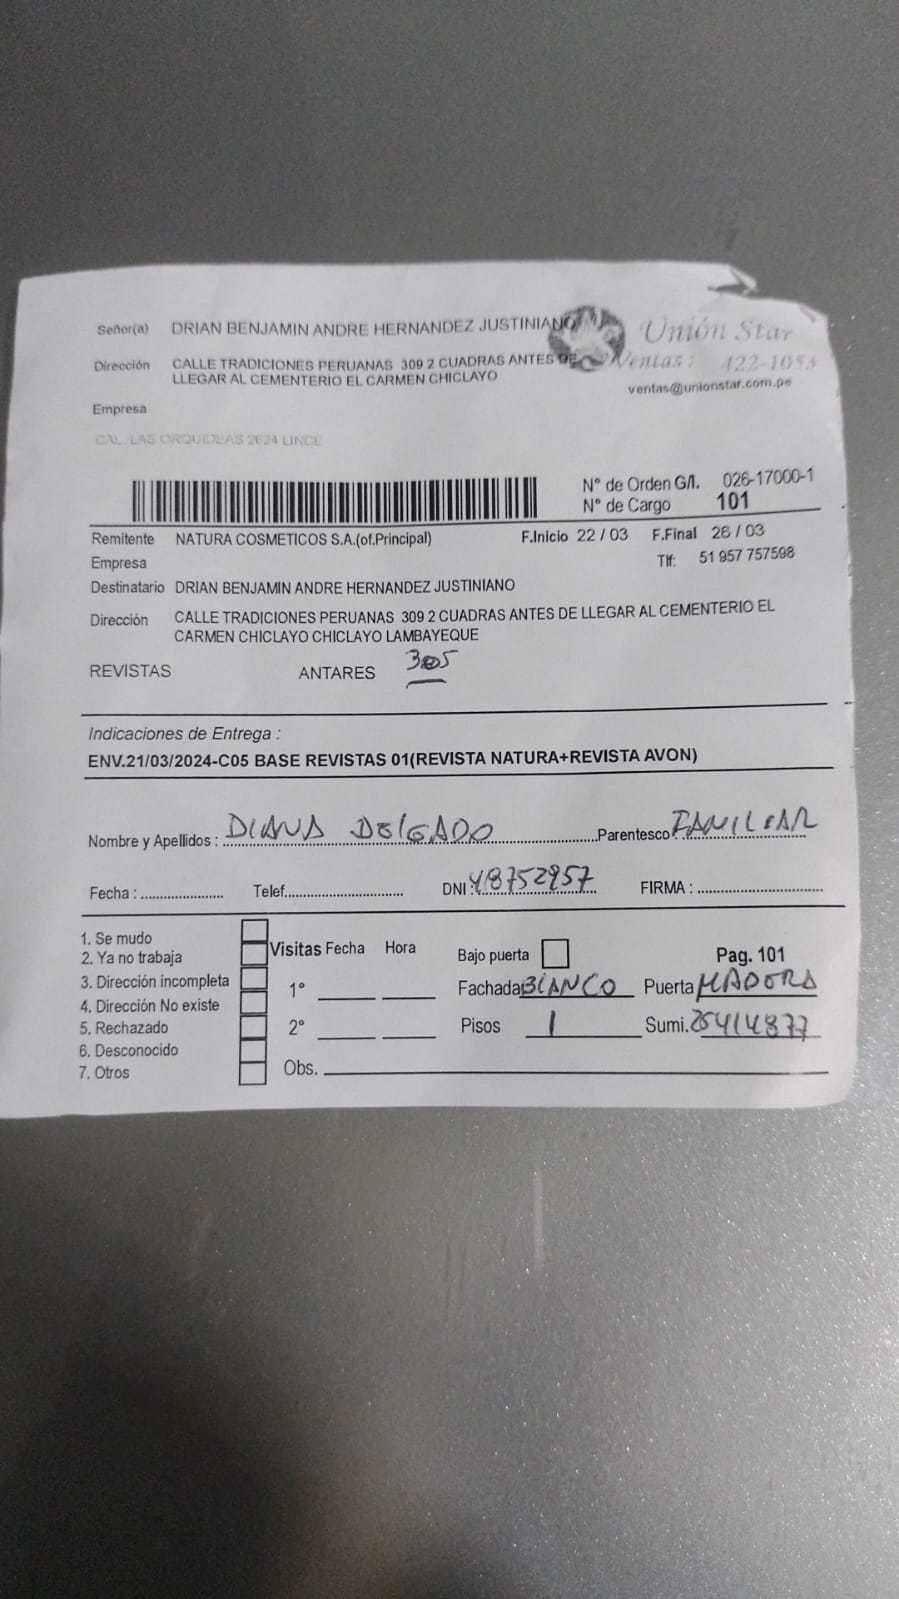 Señor(a) DRIAN BENJAMIN ANDRE HERNANDEZ JUSTINIANO
Unión Star
Dirección CALLE TRADICIONES PERUANAS 309 2 CUADRAS ANTES DE
LLEGAR AL CEMENTERIO EL CARMEN CHICLAYO
Ventas: 422-1053
ventas@unionstar.com.pe
Empresa
CAL. LAS ORQUIDEAS 2624 LINCE
N° de Orden G/I. 026-17000-1
N° de Cargo 101
Remitente NATURA COSMETICOS S.A.(of.Principal) F.Inicio 22 / 03 F.Final 26 / 03
Empresa Tlf: 51 957 757598
Destinatario DRIAN BENJAMIN ANDRE HERNANDEZ JUSTINIANO
Dirección CALLE TRADICIONES PERUANAS 309 2 CUADRAS ANTES DE LLEGAR AL CEMENTERIO EL
CARMEN CHICLAYO CHICLAYO LAMBAYEQUE
REVISTAS ANTARES 305
Indicaciones de Entrega :
ENV.21/03/2024-C05 BASE REVISTAS 01(REVISTA NATURA+REVISTA AVON)
Nombre y Apellidos : DIANA DELGADO Parentesco FAMILIAR
Fecha : Telef. DNI : 48752957 FIRMA :
1. Se mudo
2. Ya no trabaja
3. Dirección incompleta
4. Dirección No existe
5. Rechazado
6. Desconocido
7. Otros
Visitas Fecha Hora
1°
2°
Obs.
Bajo puerta Pag. 101
Fachada BLANCO Puerta MADERA
Pisos 1 Sumi. 25414877